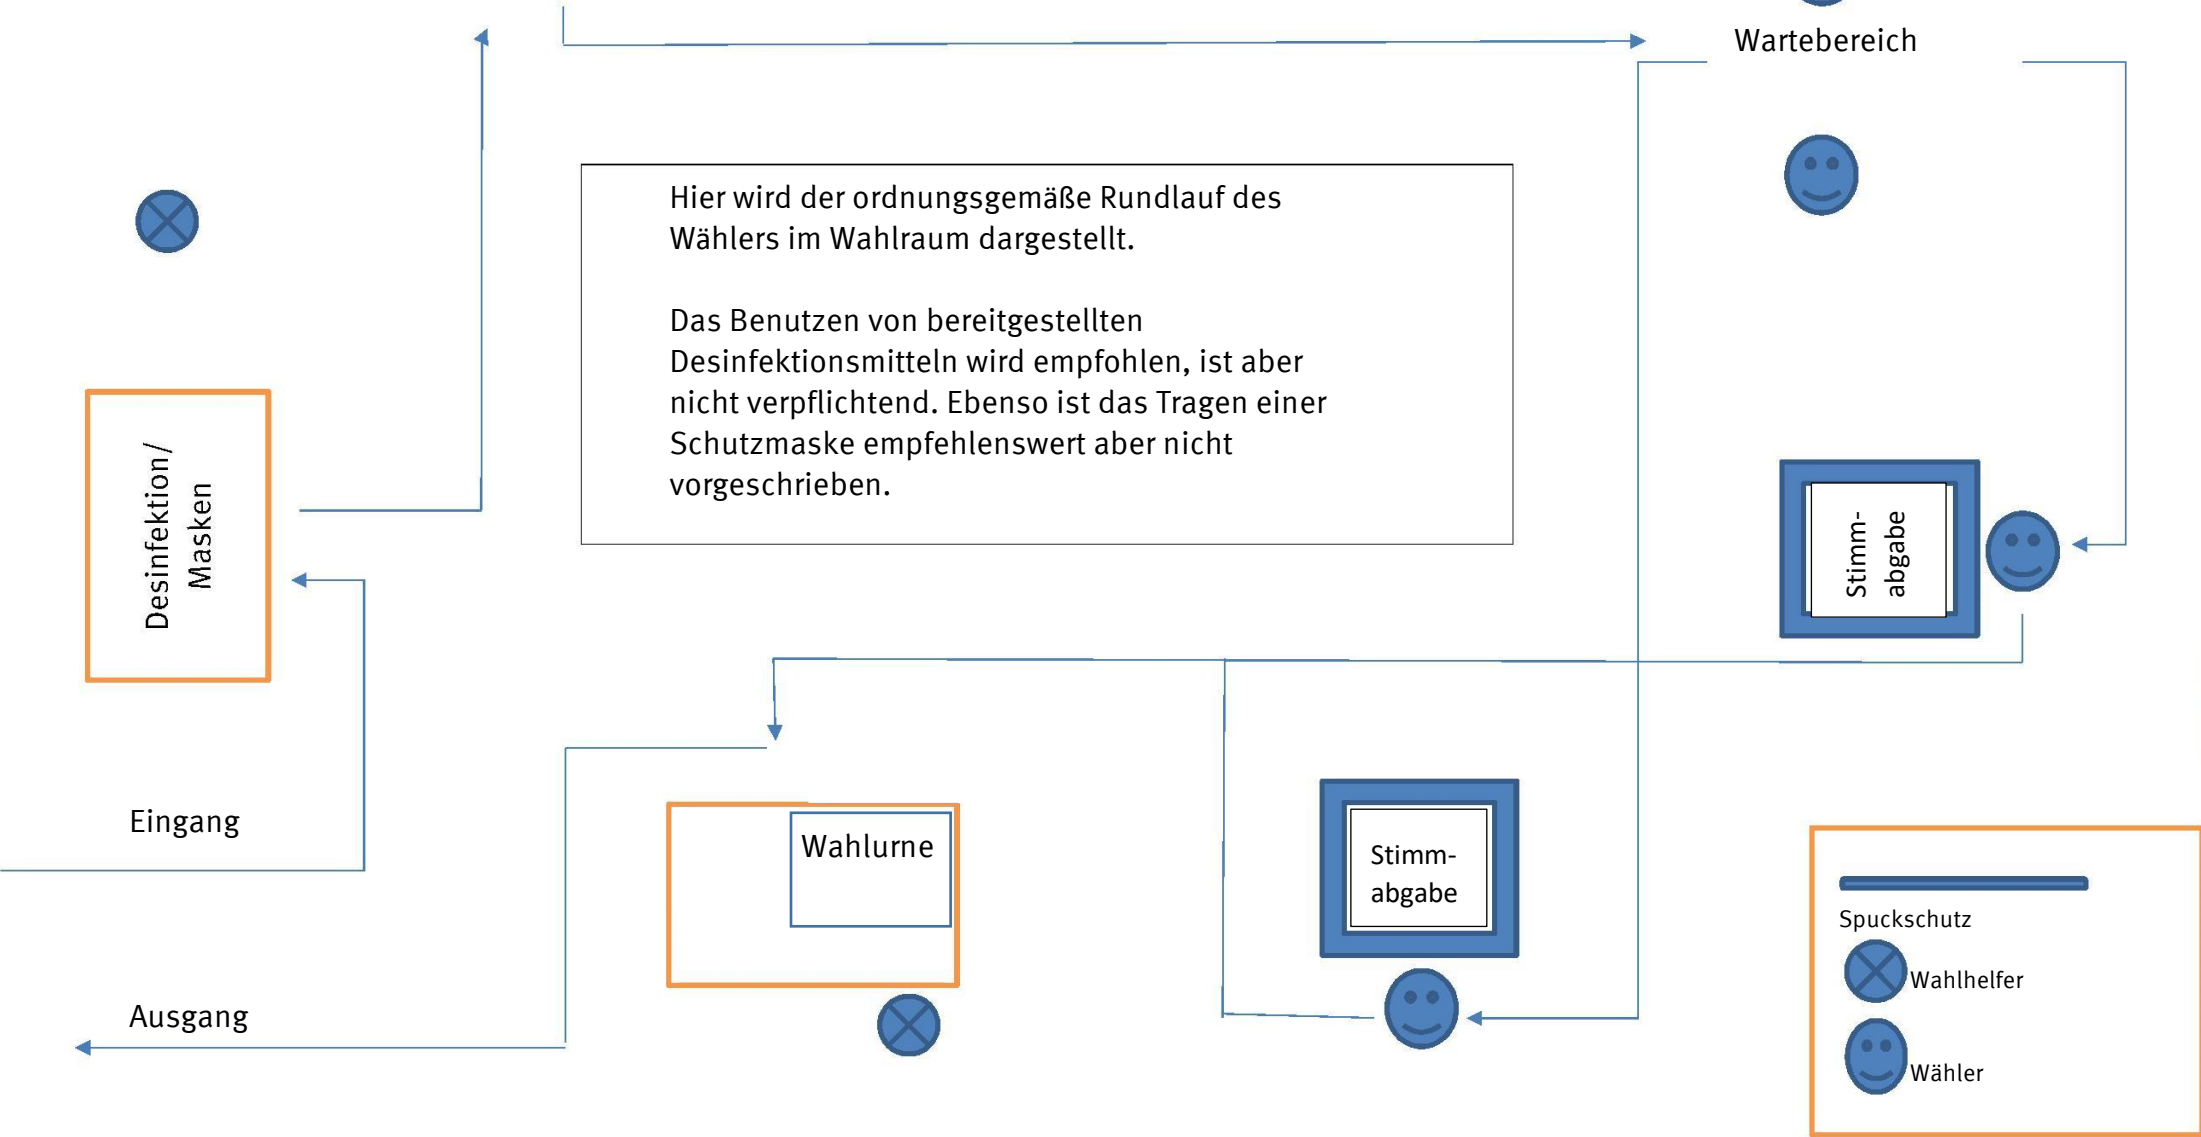 Wartebereich
Hier wird der ordnungsgemäße Rundlauf des
Wählers im Wahlraum dargestellt.
Das Benutzen von bereitgestellten
Desinfektionsmitteln wird empfohlen, ist aber
nicht verpflichtend. Ebenso ist das Tragen einer
Schutzmaske empfehlenswert aber nicht
vorgeschrieben.
Desinfektion/
Masken
Stimm-
abgabe
Eingang
Wahlurne
Stimm-
abgabe
Ausgang
Spuckschutz
Wahlhelfer
Wähler